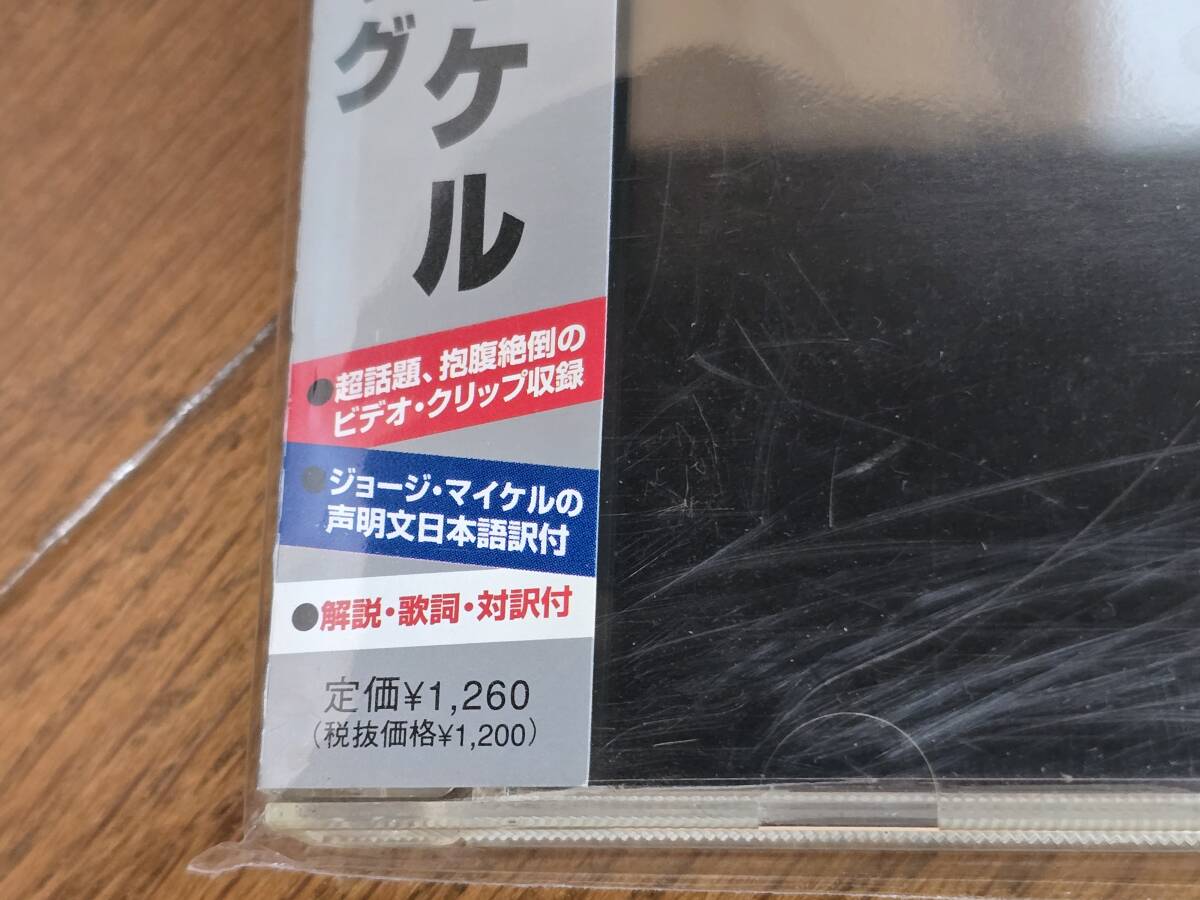 グ
ケル
●超話題、抱腹絶倒の
ビデオ・クリップ収録
●ジョージ・マイケルの
声明文日本語訳付
●解説・歌詞・対訳付
定価¥1,260
(税抜価格¥1,200)